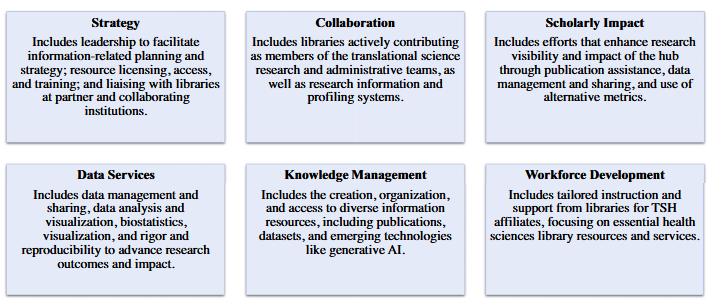 Strategy
Includes leadership to facilitate
information-related planning and
strategy; resource licensing, access,
and training; and liaising with libraries
at partner and collaborating
institutions.
Collaboration
Includes libraries actively contributing
as members of the translational science
research and administrative teams, as
well as research information and
profiling systems.
Scholarly Impact
Includes efforts that enhance research
visibility and impact of the hub
through publication assistance, data
management and sharing, and use of
alternative metrics.
Data Services
Includes data management and
sharing, data analysis and
visualization, biostatistics,
visualization, and rigor and
reproducibility to advance research
outcomes and impact.
Knowledge Management
Includes the creation, organization,
and access to diverse information
resources, including publications,
datasets, and emerging technologies
like generative AI.
Workforce Development
Includes tailored instruction and
support from libraries for TSH
affiliates, focusing on essential health
sciences library resources and services.